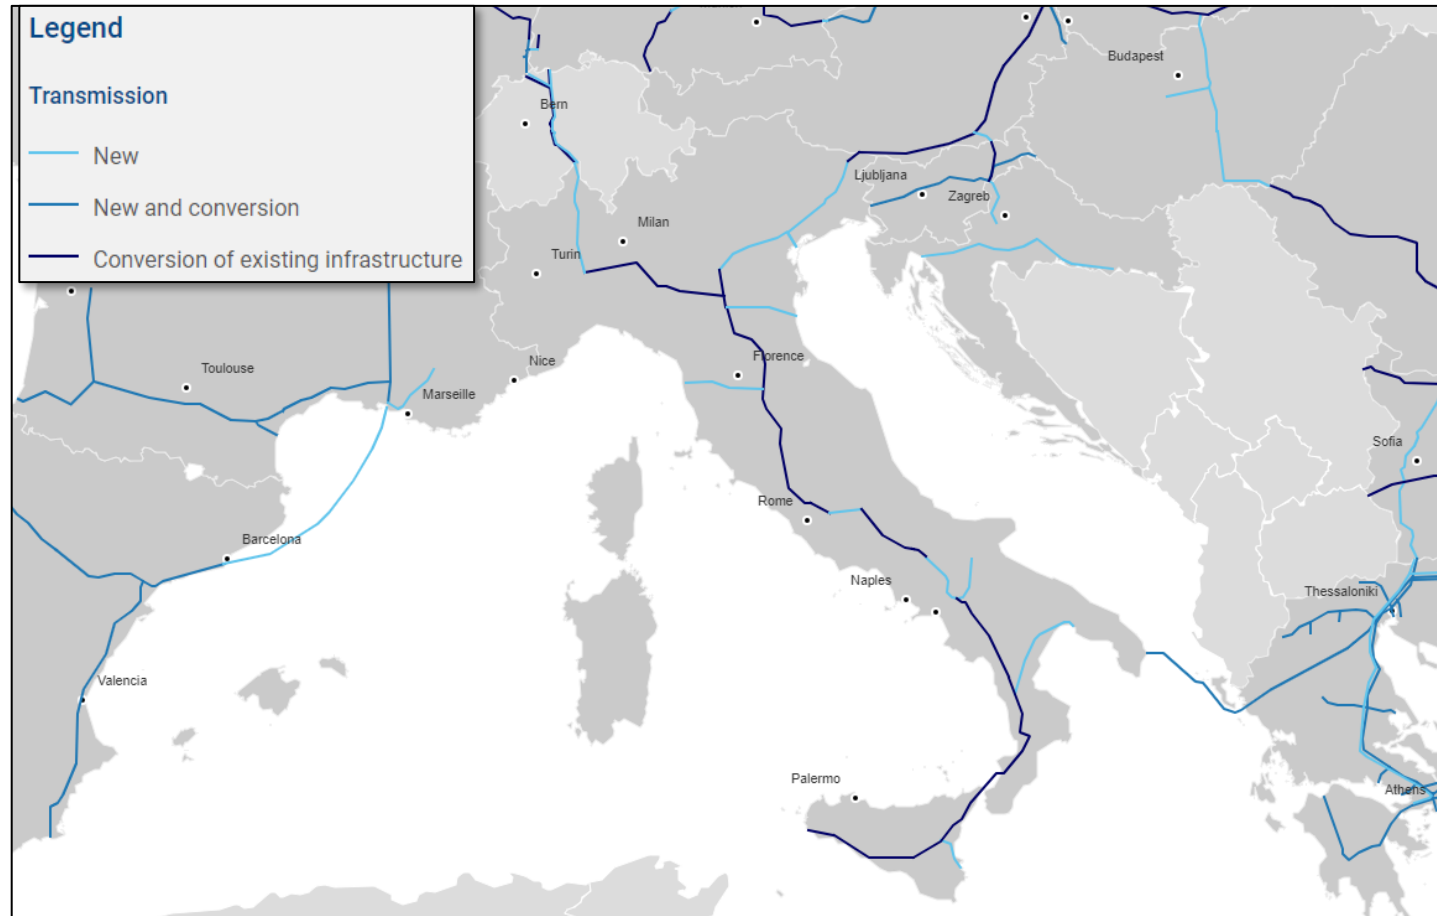 Legend
Transmission
New
New and conversion
Conversion of existing infrastructure
Budapest
Bern
Ljubljana
Zagreb
Milan
Turin
Toulouse
Nice
Florence
Marseille
Sofia
Rome
Barcelona
Naples
Thessaloniki
Valencia
Palermo
Athens